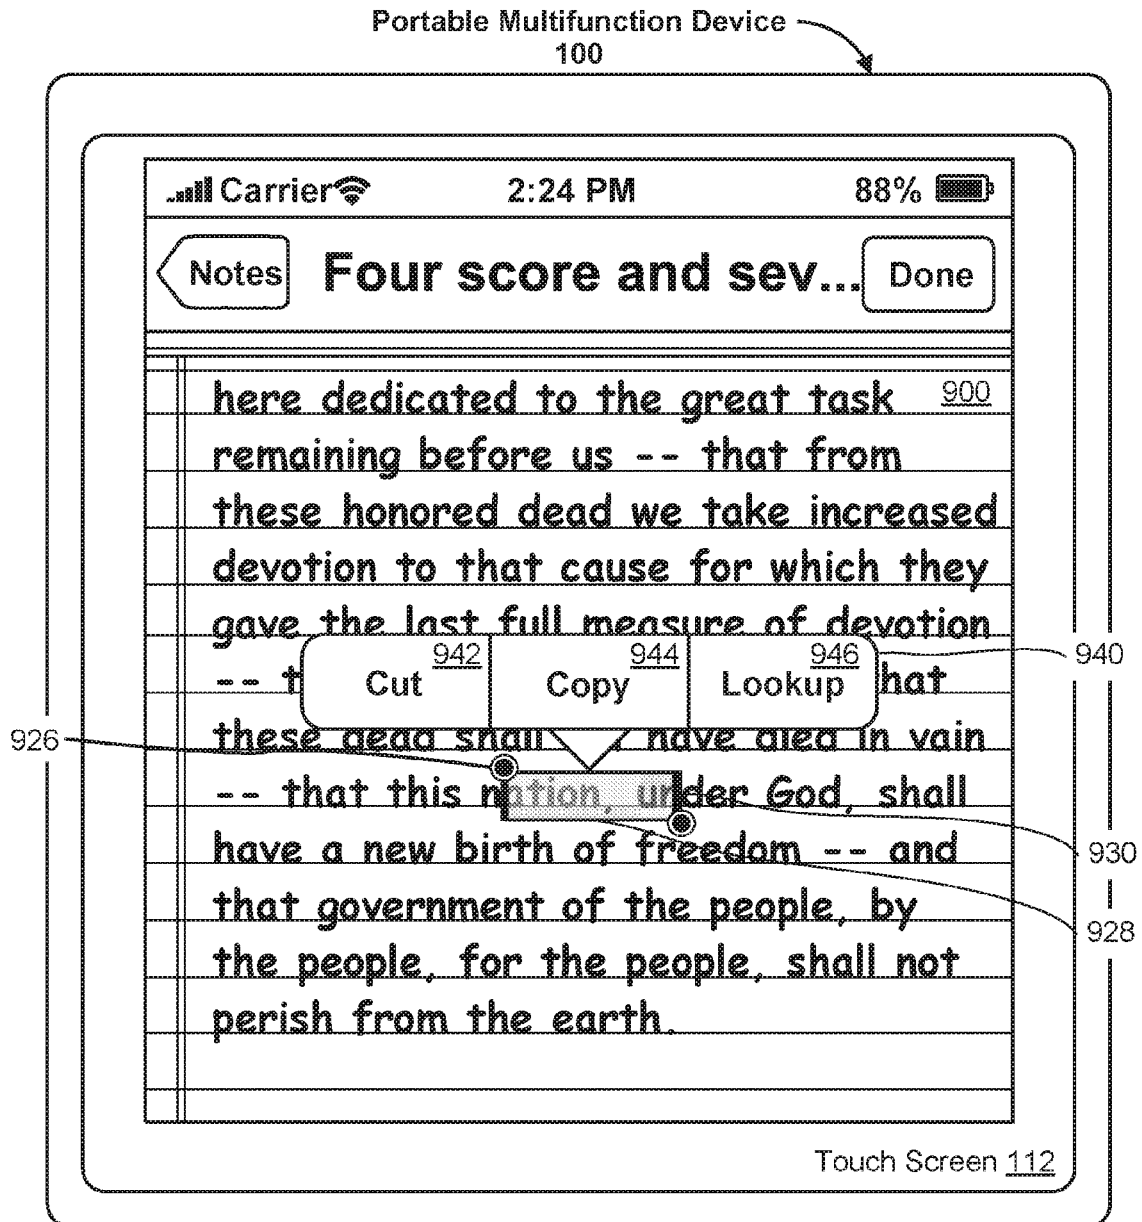 Portable Multifunction Device
100
Carrier 2:24 PM 88%
Notes Four score and sev... Done
here dedicated to the great task 900
remaining before us -- that from
these honored dead we take increased
devotion to that cause for which they
gave the last full measure of devotion
942 944 946 940
-- t Cut Copy Lookup hat
these dead shall have died in vain
926
-- that this nation, under God, shall
930
have a new birth of freedom -- and
928
that government of the people, by
the people, for the people, shall not
perish from the earth.
Touch Screen 112